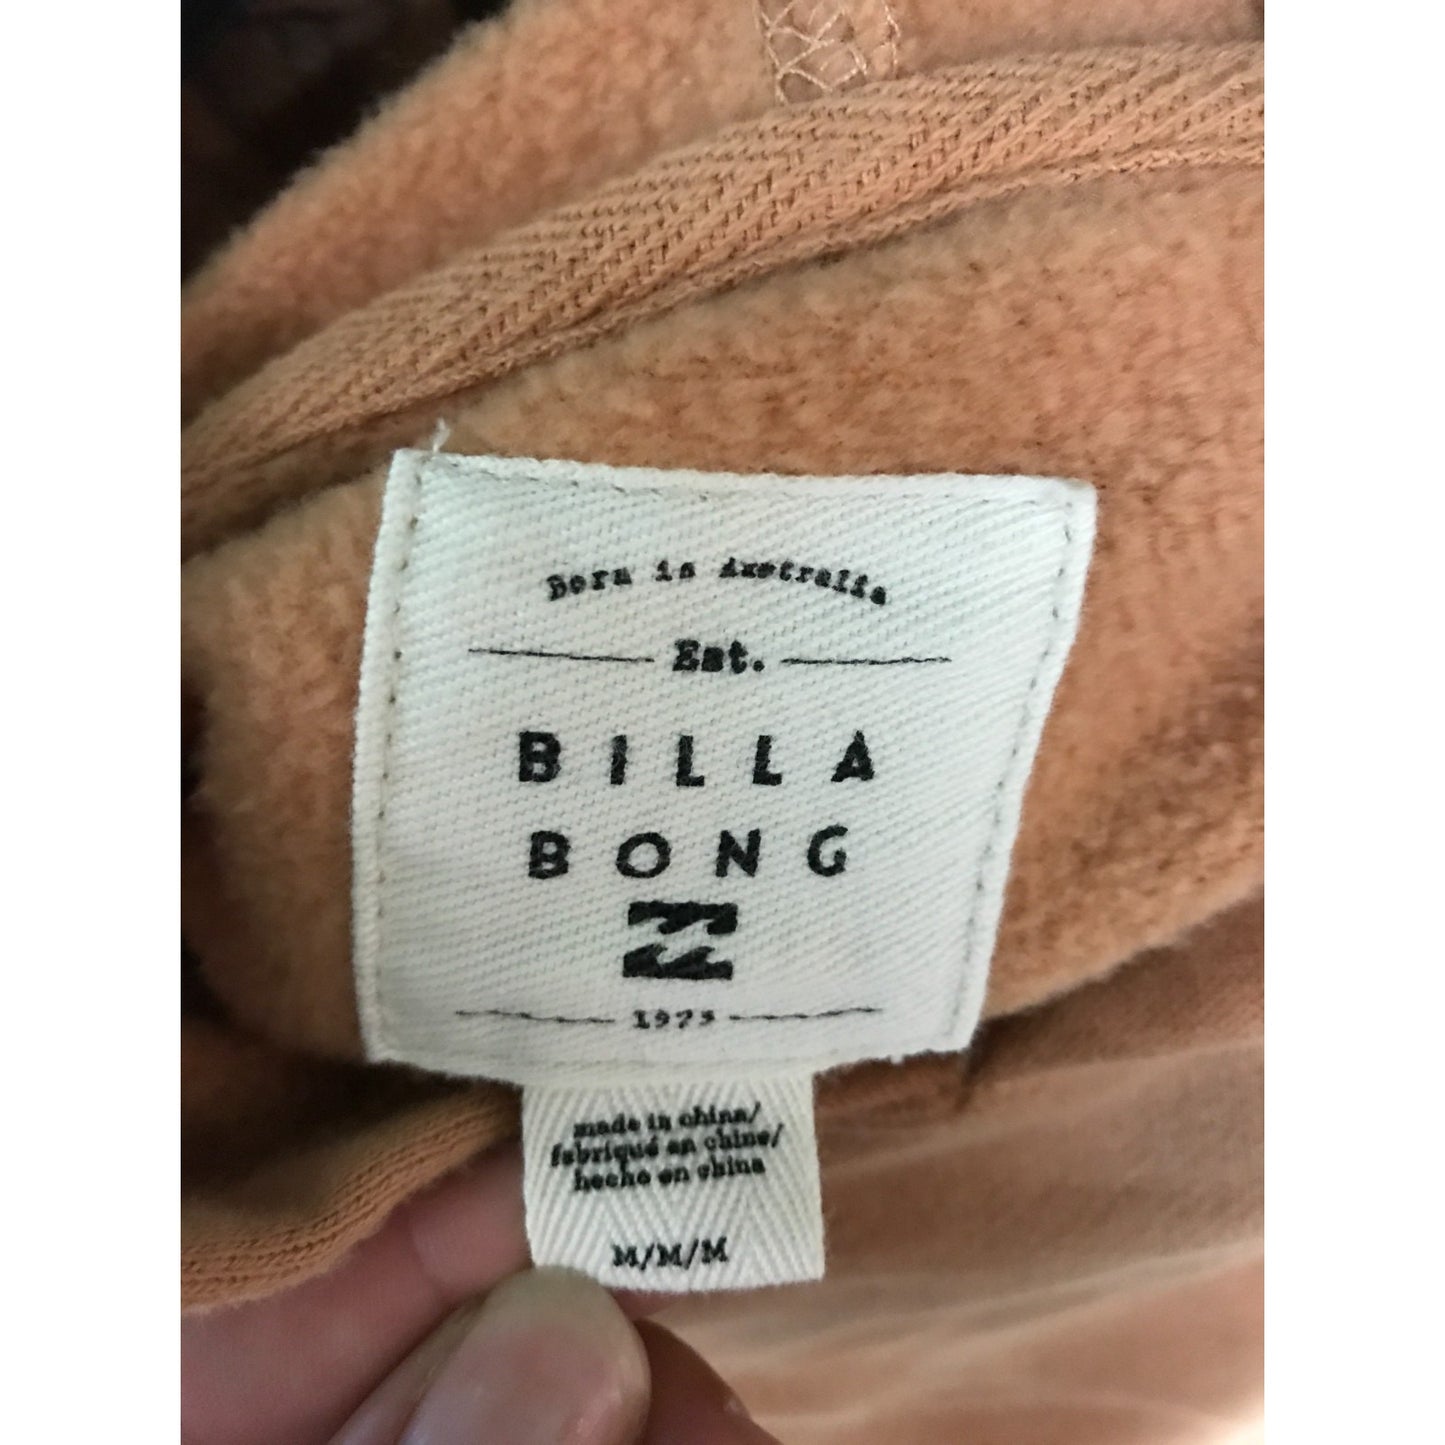 Born in Australia
Est.
BILLA
BONG
1973
made in china/
fabriqué en chine/
hecho en china
M/M/M